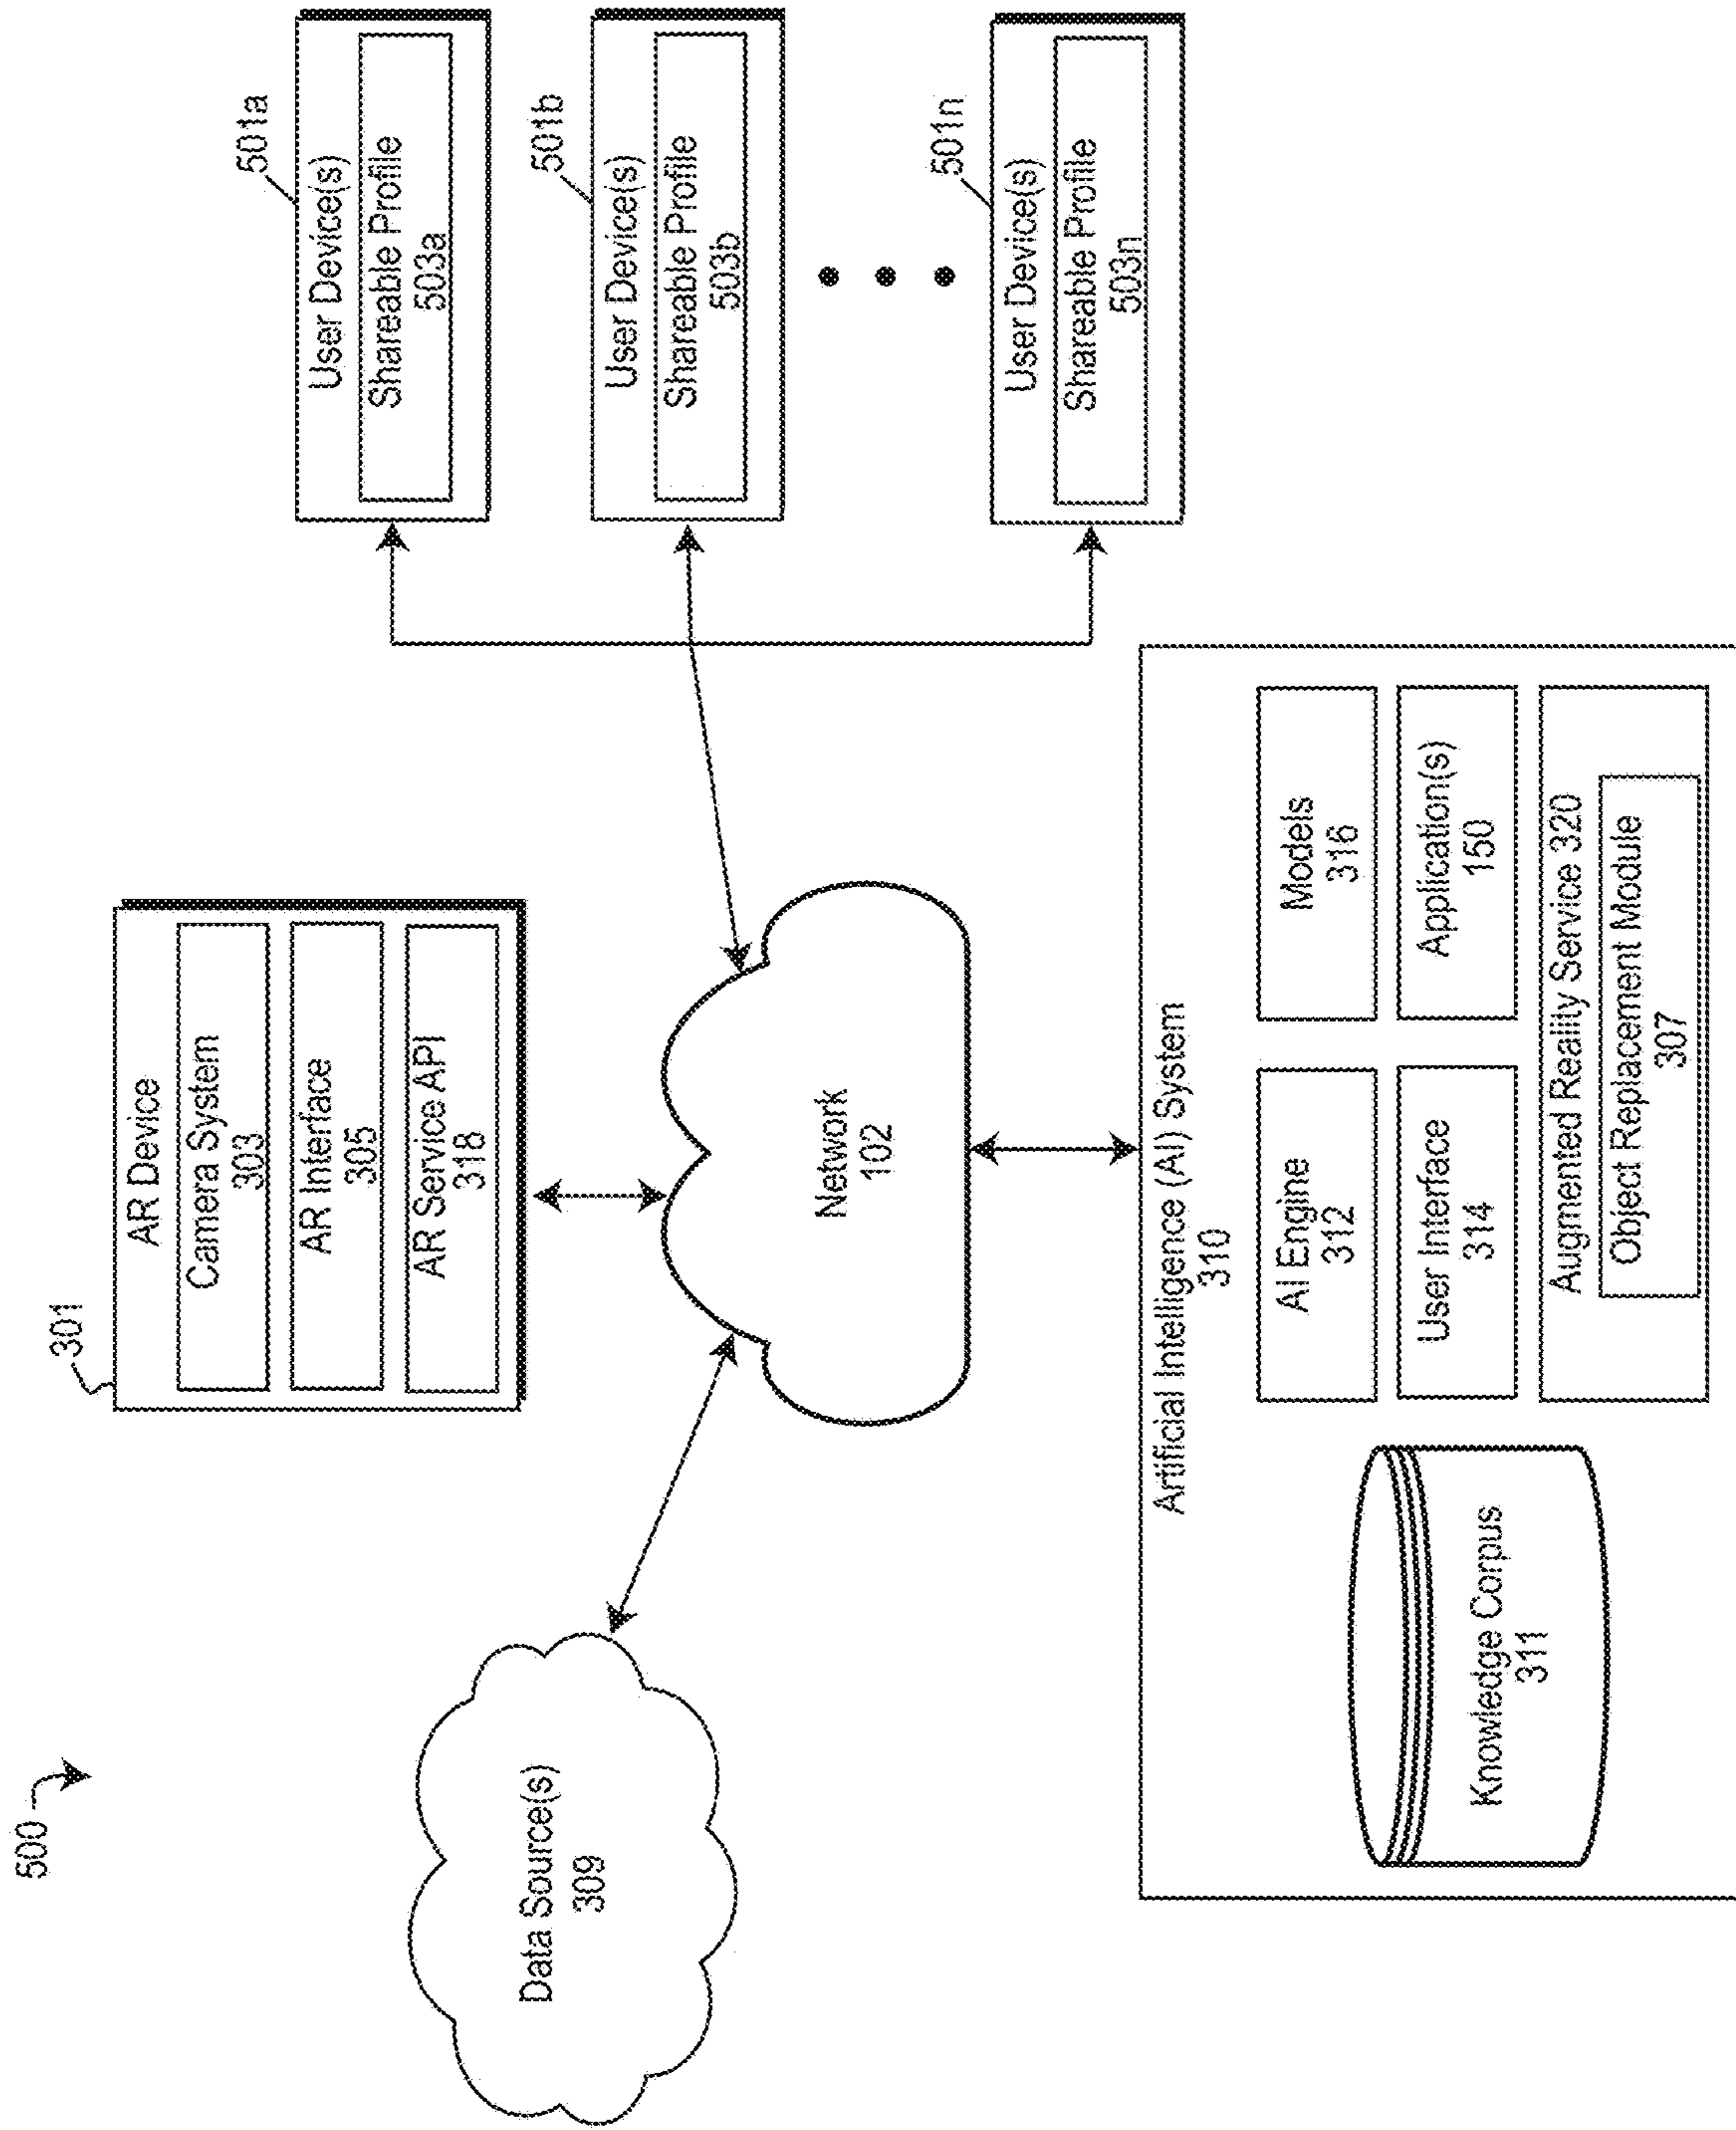 500
301
AR Device
Camera System
303
AR Interface
305
AR Service API
318
501a
User Device(s)
Shareable Profile
503a
501b
User Device(s)
Shareable Profile
503b
501n
User Device(s)
Shareable Profile
503n
Data Source(s)
309
Network
102
Artificial Intelligence (AI) System
310
Knowledge Corpus
311
AI Engine
312
Models
316
User Interface
314
Application(s)
150
Augmented Reality Service 320
Object Replacement Module
307